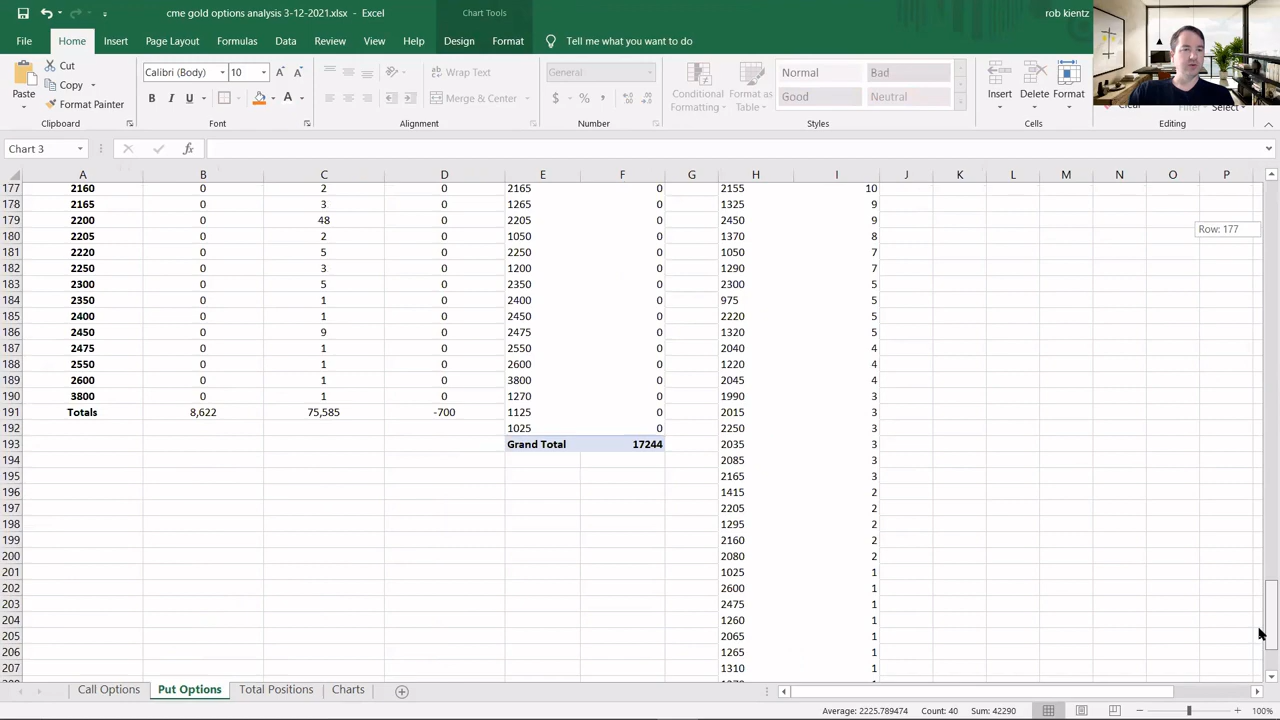 cme gold options analysis 3-12-2021.xlsx - Excel
Chart Tools
rob kientz
File Home Insert Page Layout Formulas Data Review View Help Design Format Tell me what you want to do
Paste
Cut
Copy
Format Painter
Clipboard
Calibri (Body) 10
B I U
Font
Wrap Text
Merge & Center
Alignment
General
$ % ,
Number
Conditional Formatting
Format as Table
Normal Bad
Good Neutral
Styles
Insert Delete Format
Cells
Clear
Filter Select
Editing
Chart 3
fx
A B C D E F G H I J K L M N O P
177 2160 0 2 0 2165 0 2155 10
178 2165 0 3 0 1265 0 1325 9
Row: 177
179 2200 0 48 0 2205 0 2450 9
180 2205 0 2 0 1050 0 1370 8
181 2220 0 5 0 2250 0 1050 7
182 2250 0 3 0 1200 0 1290 7
183 2300 0 5 0 2350 0 2300 5
184 2350 0 1 0 2400 0 975 5
185 2400 0 1 0 2450 0 2220 5
186 2450 0 9 0 2475 0 1320 5
187 2475 0 1 0 2550 0 2040 4
188 2550 0 1 0 2600 0 1220 4
189 2600 0 1 0 3800 0 2045 4
190 3800 0 1 0 1270 0 1990 3
191 Totals 8,622 75,585 -700 1125 0 2015 3
192 1025 0 2250 3
193 Grand Total 17244 2035 3
194 2085 3
195 2165 3
196 1415 2
197 2205 2
198 1295 2
199 2160 2
200 2080 2
201 1025 1
202 2600 1
203 2475 1
204 1260 1
205 2065 1
206 1265 1
207 1310 1
Call Options Put Options Total Positions Charts
Average: 2225.789474 Count: 40 Sum: 42290 100%